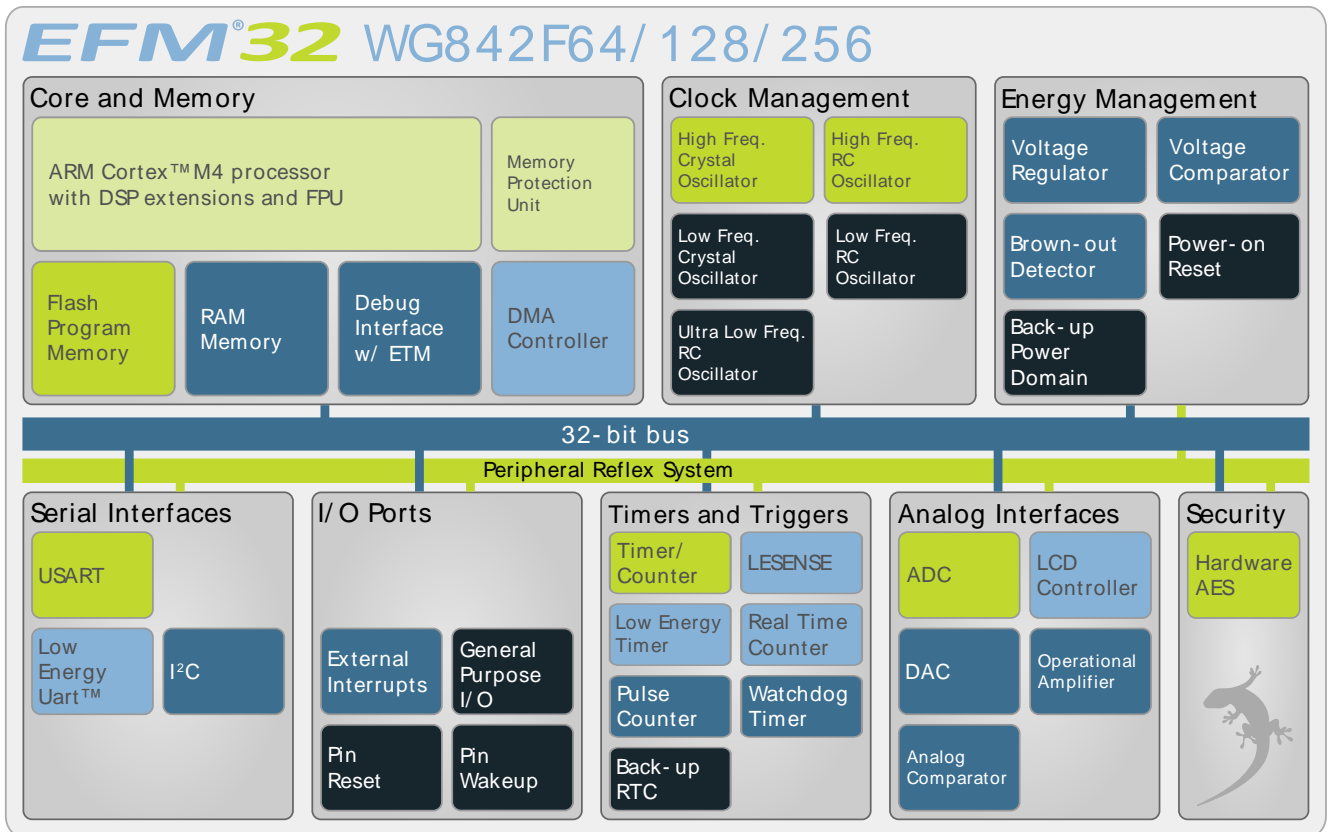 EFM®32 WG842F64/128/256
Core and Memory
ARM Cortex™ M4 processor
with DSP extensions and FPU
Memory
Protection
Unit
Flash
Program
Memory
RAM
Memory
Debug
Interface
w/ ETM
DMA
Controller
Clock Management
High Freq.
Crystal
Oscillator
High Freq.
RC
Oscillator
Low Freq.
Crystal
Oscillator
Low Freq.
RC
Oscillator
Ultra Low Freq.
RC
Oscillator
Energy Management
Voltage
Regulator
Voltage
Comparator
Brown-out
Detector
Power-on
Reset
Back-up
Power
Domain
32-bit bus
Peripheral Reflex System
Serial Interfaces
USART
Low
Energy
Uart™
I²C
I/O Ports
External
Interrupts
General
Purpose
I/O
Pin
Reset
Pin
Wakeup
Timers and Triggers
Timer/
Counter
LESENSE
Low Energy
Timer
Real Time
Counter
Pulse
Counter
Watchdog
Timer
Back-up
RTC
Analog Interfaces
ADC
LCD
Controller
DAC
Operational
Amplifier
Analog
Comparator
Security
Hardware
AES